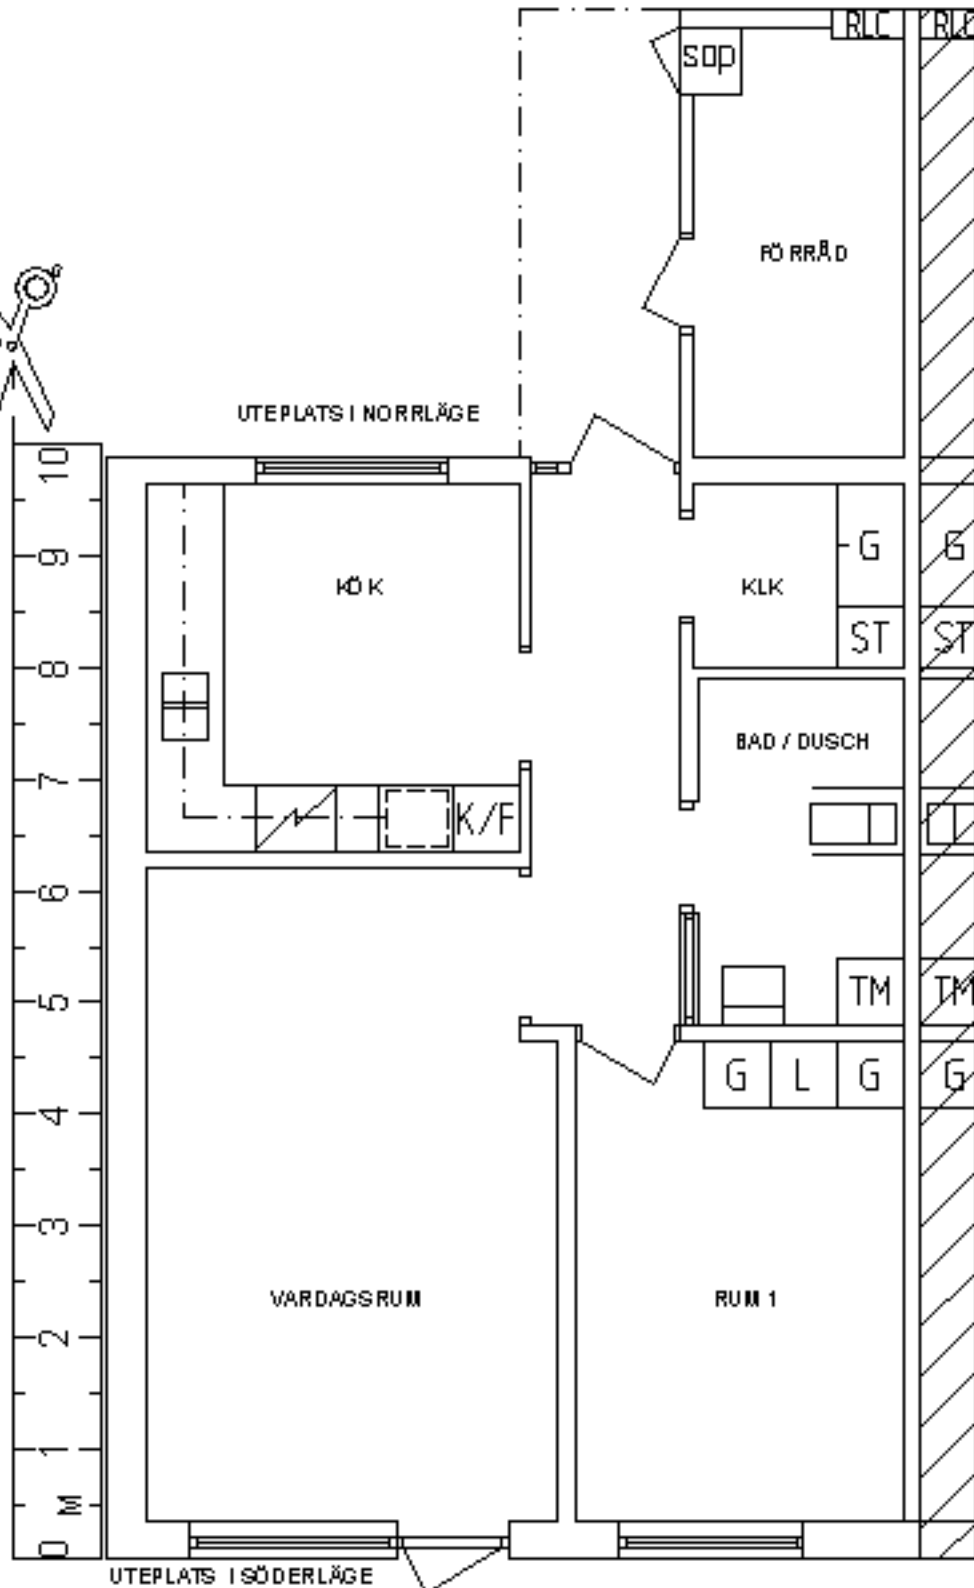 RLC RLC
sop
FÖRRÅD
UTEPLATS I NORRLÄGE
10
9
8
7
6
5
4
3
2
1
M
0
KÖK
KLK
G G
ST ST
BAD / DUSCH
K/F
TM TM
G L G G
VARDAGSRUM
RUM 1
UTEPLATS I SÖDERLÄGE